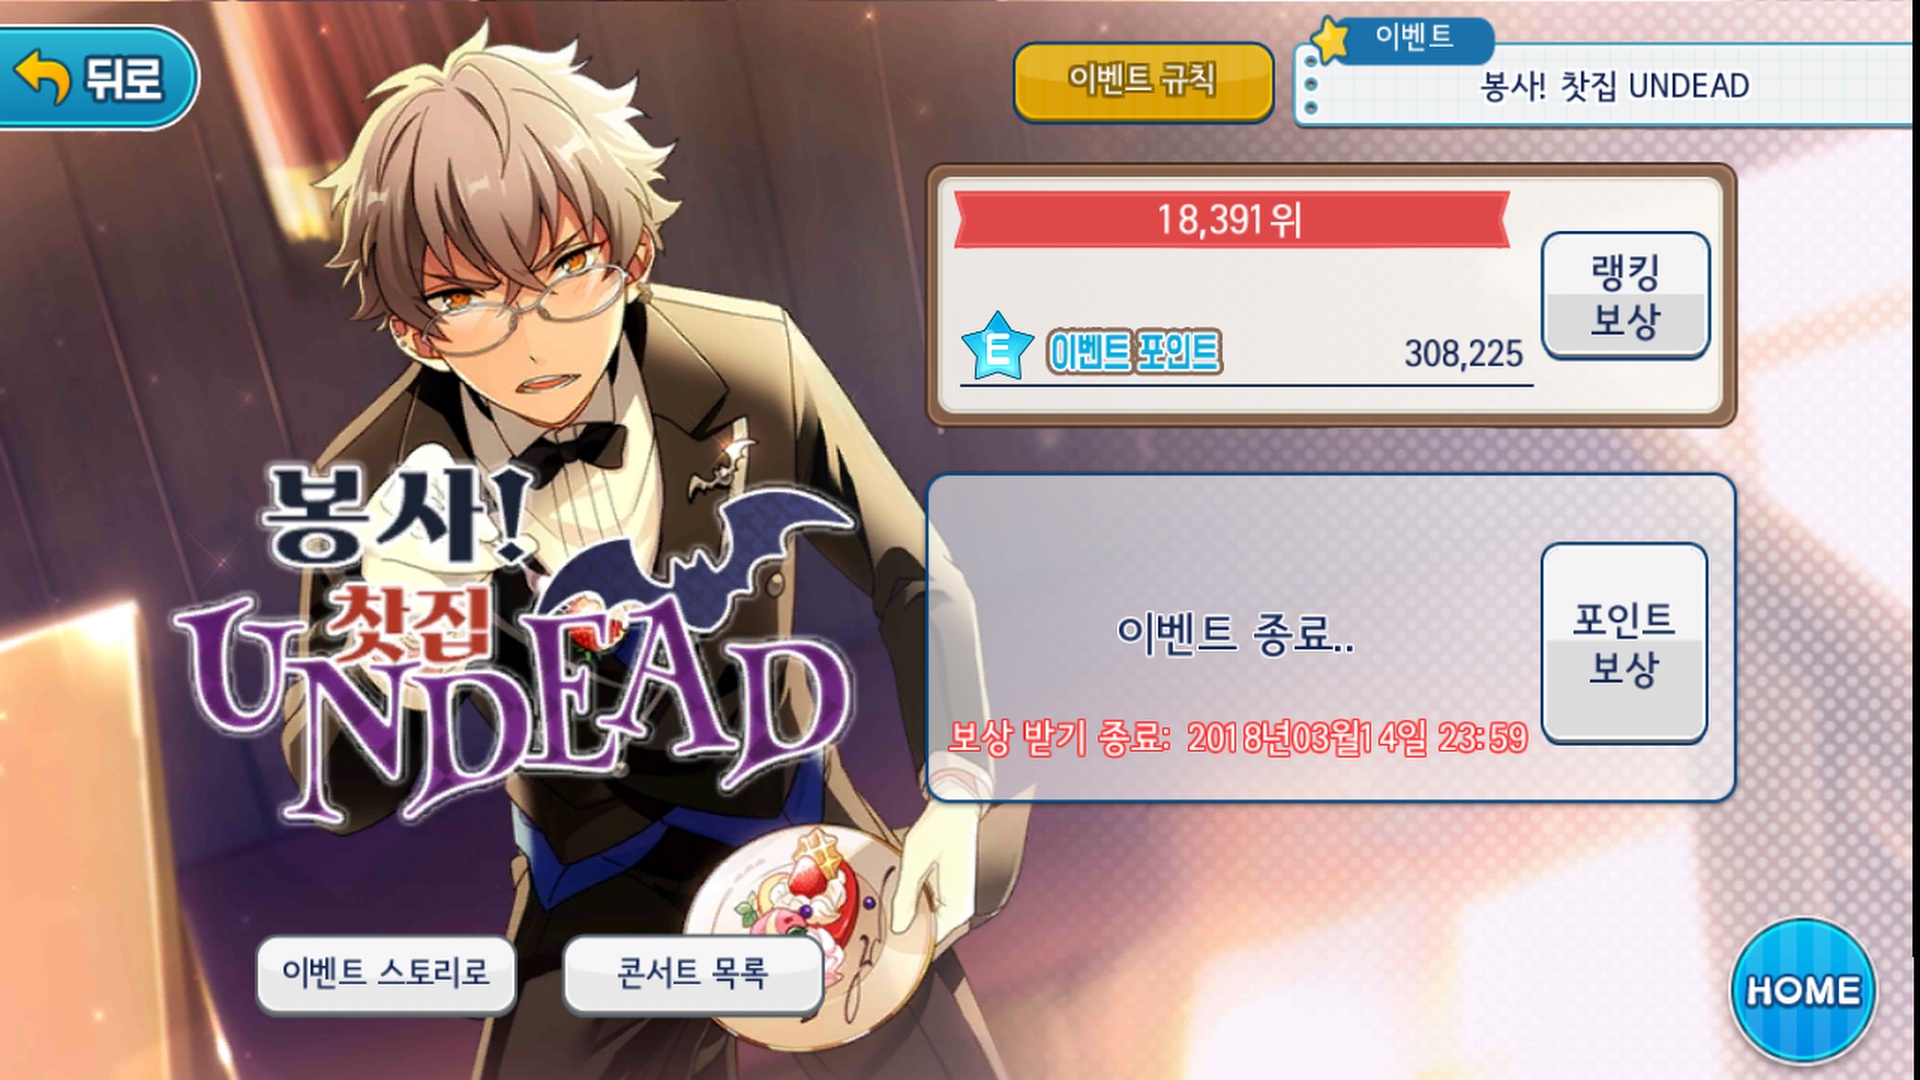 뒤로
이벤트 규칙
이벤트
봉사! 찻집 UNDEAD
18,391위
E 이벤트 포인트 308,225
랭킹
보상
봉사!
찻집
UNDEAD
이벤트 종료..
보상 받기 종료: 2018년03월14일 23:59
포인트
보상
이벤트 스토리로
콘서트 목록
HOME